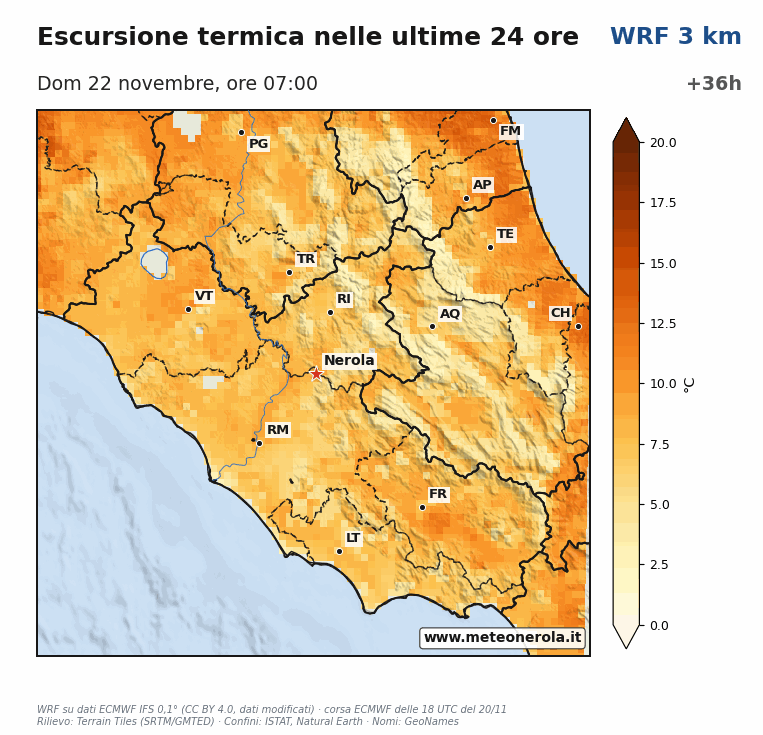 Escursione termica nelle ultime 24 ore WRF 3 km
Dom 22 novembre, ore 07:00 +36h
FM
PG
AP
TE
TR
VT
RI
AQ
CH
Nerola
RM
FR
LT
www.meteonerola.it
20.0
17.5
15.0
12.5
10.0
7.5
5.0
2.5
0.0
°C
WRF su dati ECMWF IFS 0,1° (CC BY 4.0, dati modificati) · corsa ECMWF delle 18 UTC del 20/11
Rilievo: Terrain Tiles (SRTM/GMTED) · Confini: ISTAT, Natural Earth · Nomi: GeoNames